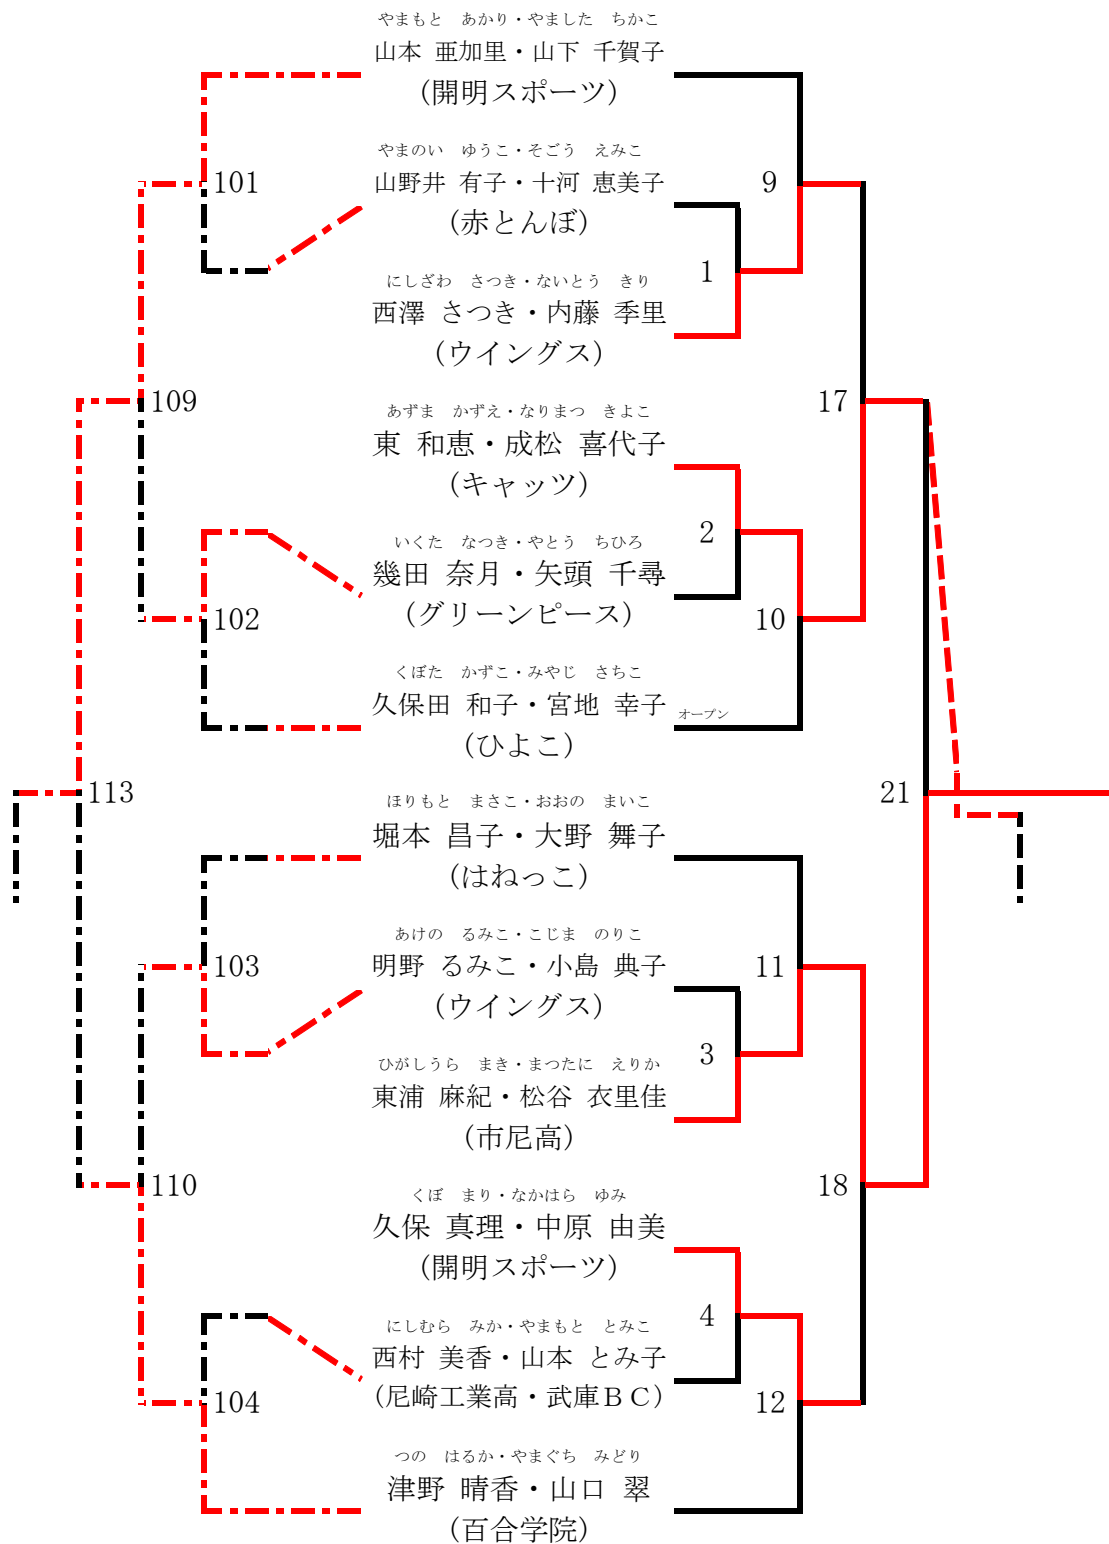 やまもと　あかり・やました　ちかこ
山本 亜加里・山下 千賀子
(開明スポーツ)
101
やまのい　ゆうこ・そごう　えみこ
山野井 有子・十河 恵美子
9
(赤とんぼ)
1
にしざわ　さつき・ないとう　きり
西澤 さつき・内藤 季里
(ウイングス)
109
あずま　かずえ・なりまつ　きよこ
17
東 和恵・成松 喜代子
(キャッツ)
2
いくた　なつき・やとう　ちひろ
幾田 奈月・矢頭 千尋
(グリーンピース)
102
10
くぼた　かずこ・みやじ　さちこ
久保田 和子・宮地 幸子
オープン
(ひよこ)
113
21
ほりもと　まさこ・おおの　まいこ
堀本 昌子・大野 舞子
(はねっこ)
あけの　るみこ・こじま　のりこ
103
明野 るみこ・小島 典子
11
(ウイングス)
3
ひがしうら　まき・まつたに　えりか
東浦 麻紀・松谷 衣里佳
(市尼高)
110
18
くぼ　まり・なかはら　ゆみ
久保 真理・中原 由美
(開明スポーツ)
4
にしむら　みか・やまもと　とみこ
西村 美香・山本 とみ子
(尼崎工業高・武庫ＢＣ)
104
12
つの　はるか・やまぐち　みどり
津野 晴香・山口 翠
(百合学院)